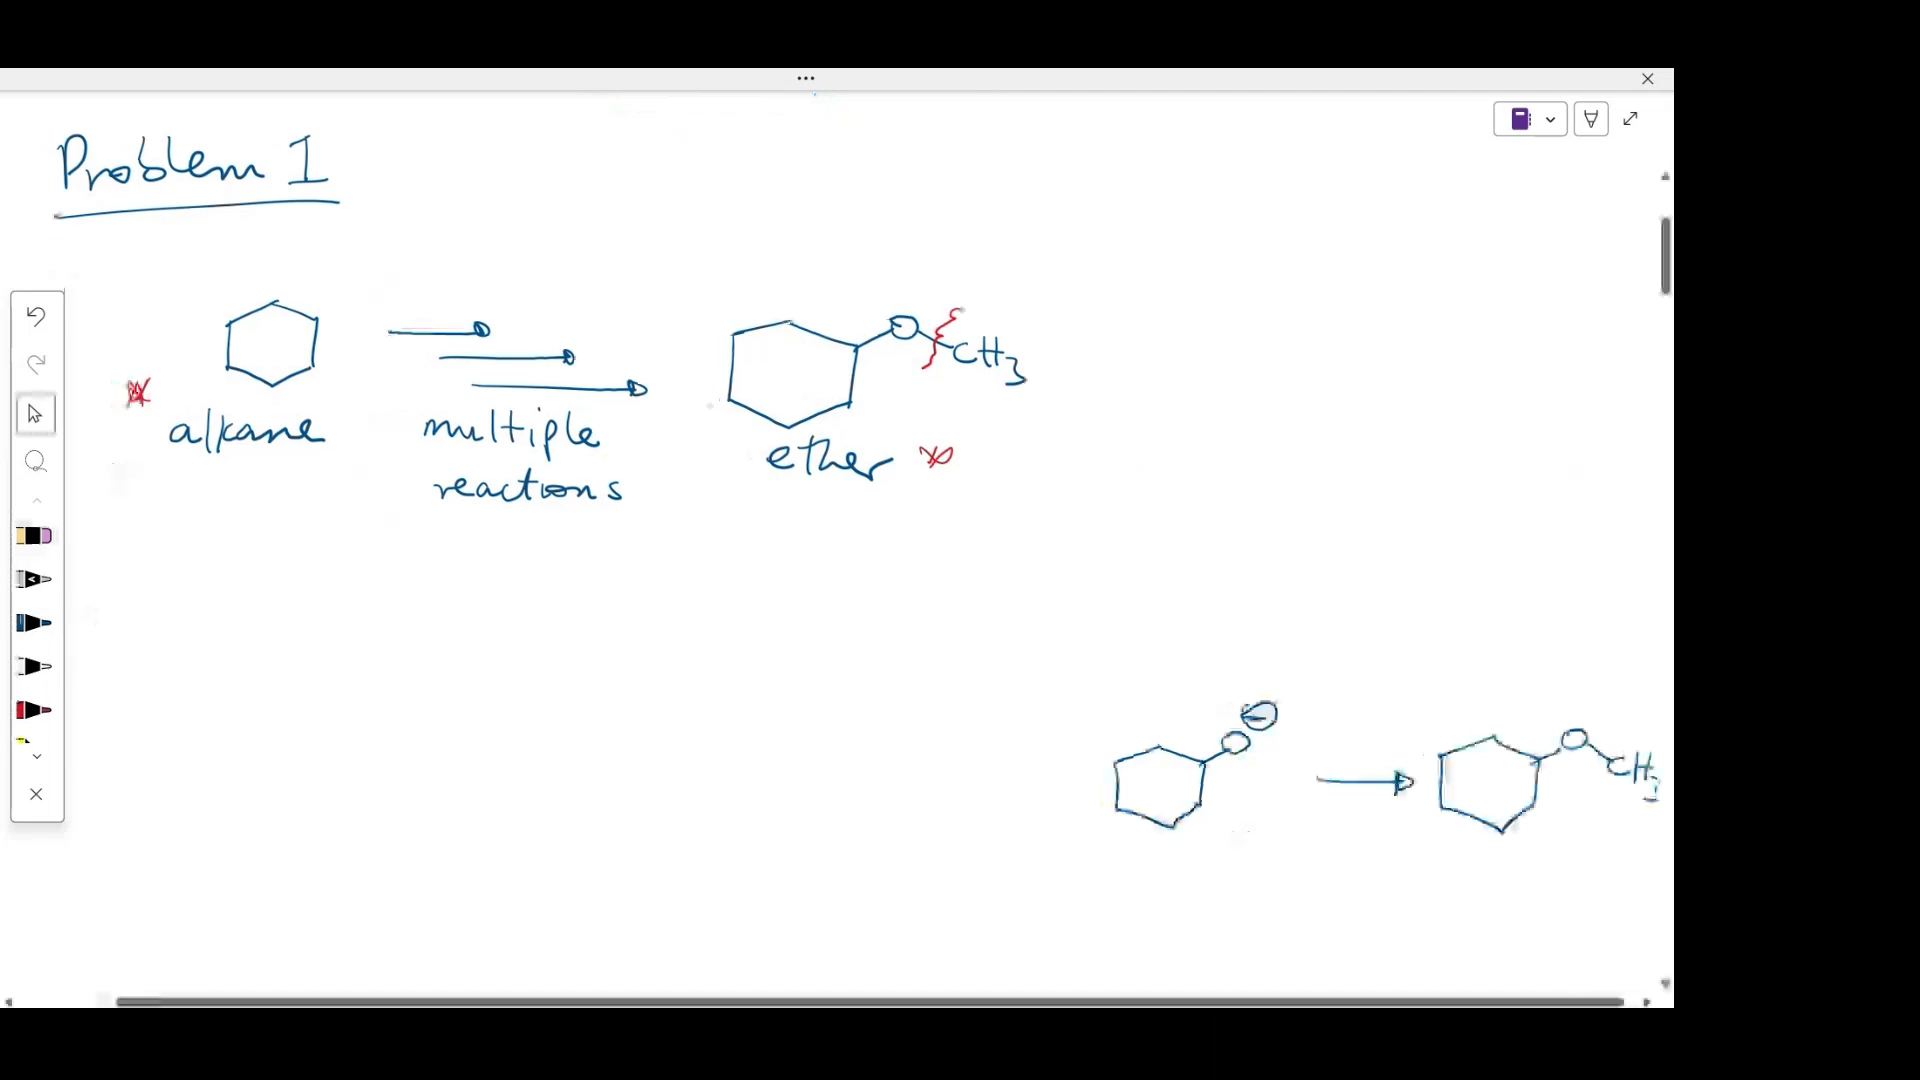 Problem 1
O
CH3
alkane
multiple
reactions
ether
O⊖
O
CH3